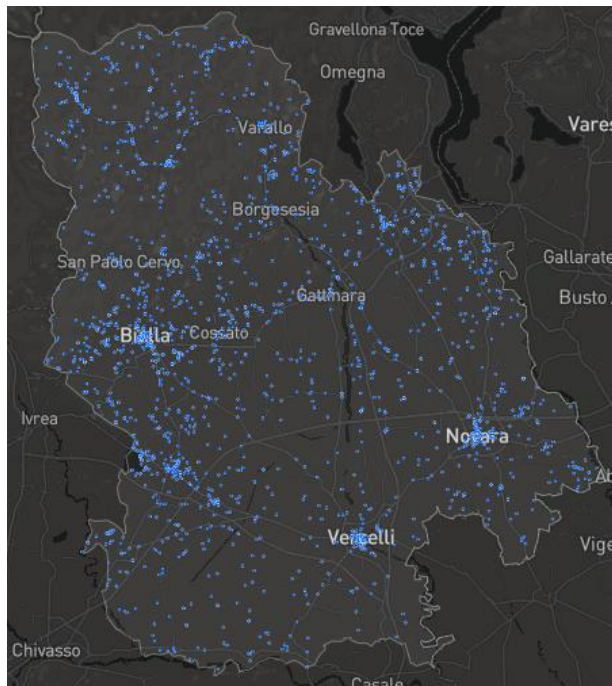 Gravellona Toce
Omegna
Vares
Varallo
Borgosesia
San Paolo Cervo
Gallarate
Gattinara
Busto
Biella
Cossato
Ivrea
Novara
Ab
Vercelli
Vige
Chivasso
Casale